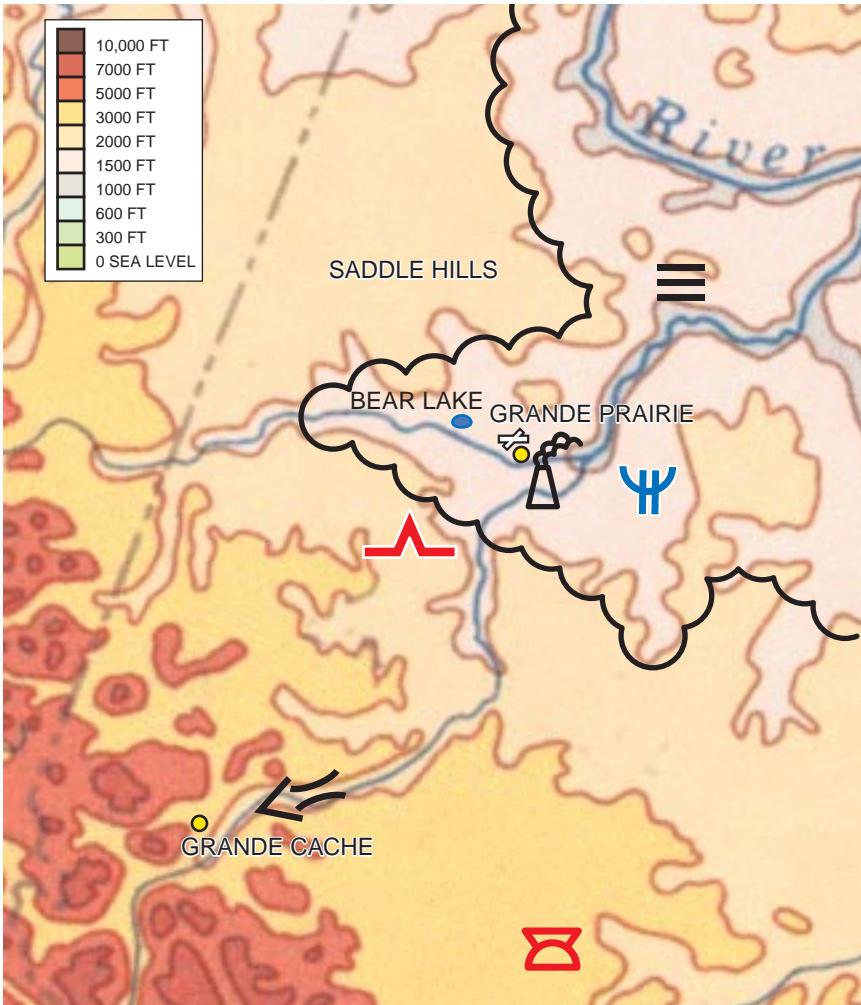 10,000 FT
7000 FT
5000 FT
3000 FT
2000 FT
1500 FT
1000 FT
600 FT
300 FT
0 SEA LEVEL
River
SADDLE HILLS
BEAR LAKE
GRANDE PRAIRIE
GRANDE CACHE